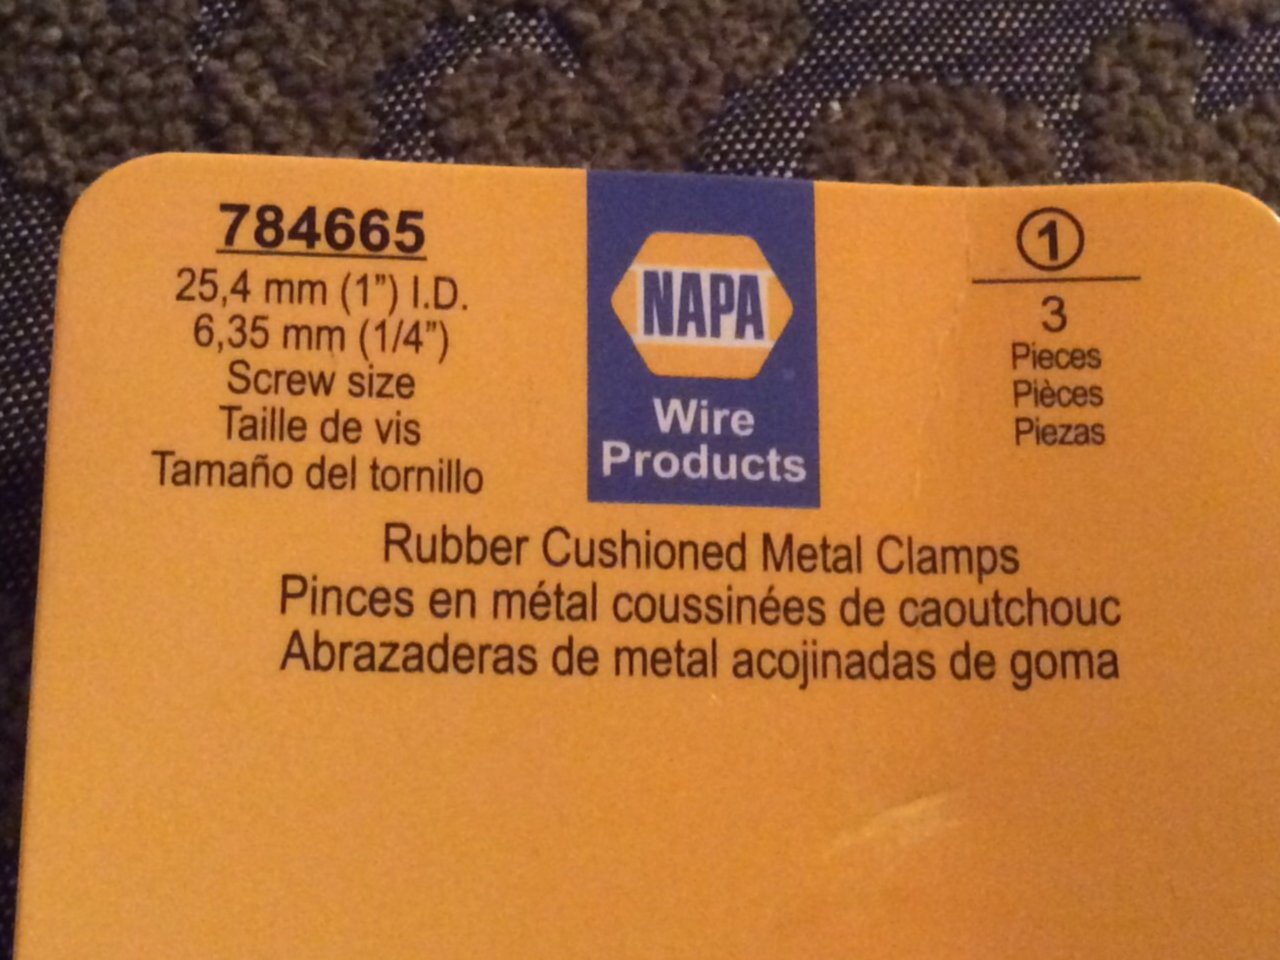 784665
25,4 mm (1”) I.D.
6,35 mm (1/4”)
Screw size
Taille de vis
Tamaño del tornillo
NAPA
Wire
Products
1
3
Pieces
Pièces
Piezas
Rubber Cushioned Metal Clamps
Pinces en métal coussinées de caoutchouc
Abrazaderas de metal acojinadas de goma